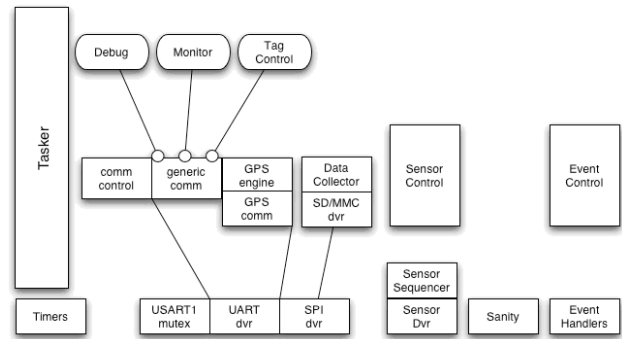 Tasker
Debug
Monitor
Tag
Control
comm
control
generic
comm
GPS
engine
GPS
comm
Data
Collector
SD/MMC
dvr
Sensor
Control
Event
Control
Timers
USART1
mutex
UART
dvr
SPI
dvr
Sensor
Sequencer
Sensor
Dvr
Sanity
Event
Handlers